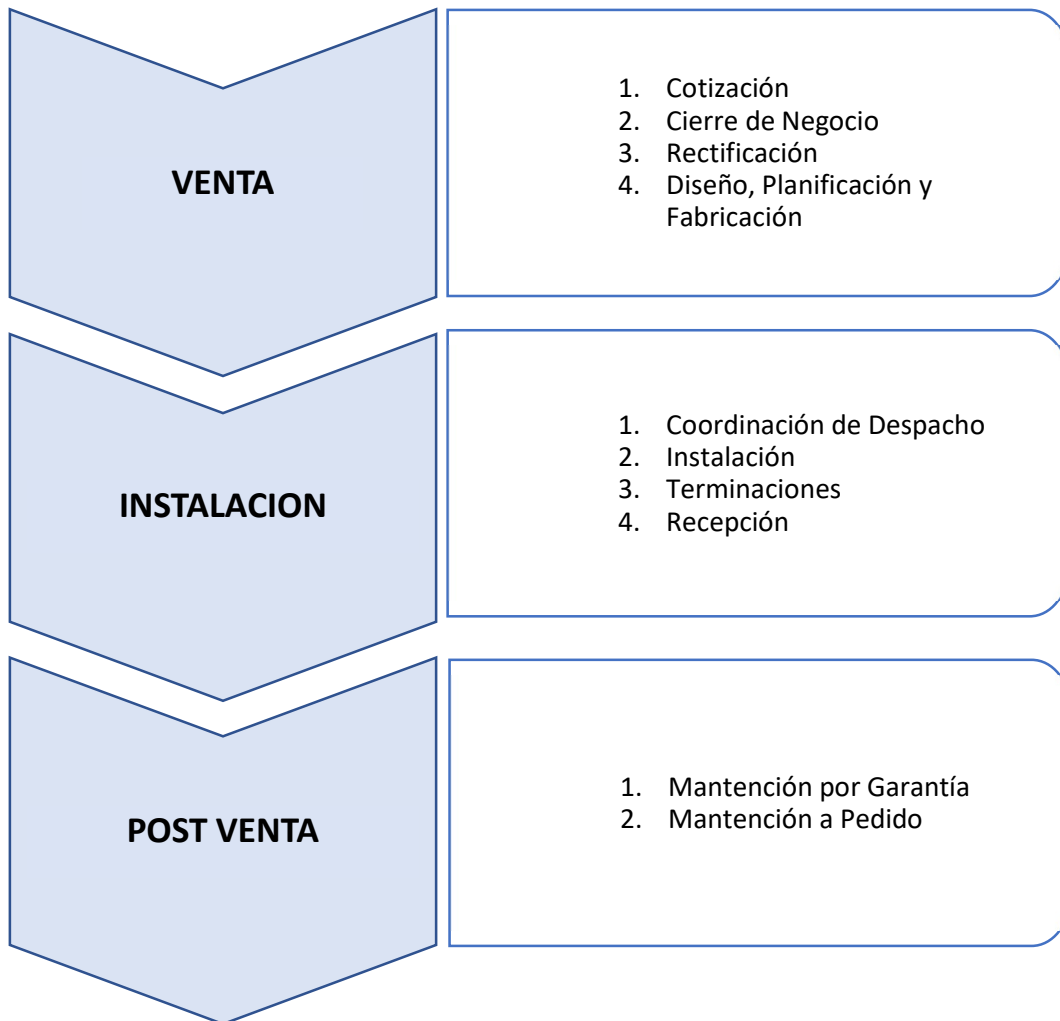 VENTA
1. Cotización
2. Cierre de Negocio
3. Rectificación
4. Diseño, Planificación y
Fabricación
INSTALACION
1. Coordinación de Despacho
2. Instalación
3. Terminaciones
4. Recepción
POST VENTA
1. Mantención por Garantía
2. Mantención a Pedido